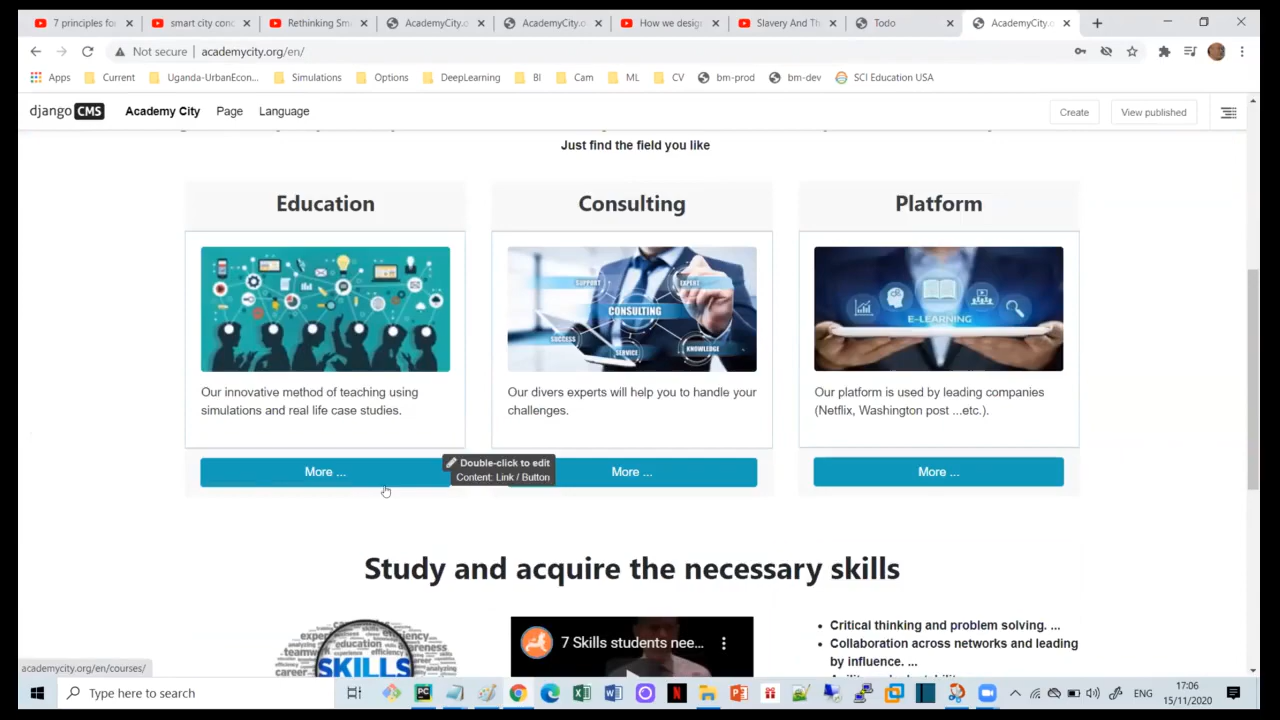 7 principles for
smart city conc
Rethinking Sma
AcademyCity.o
AcademyCity.o
How we desig
Slavery And Th
Todo
AcademyCity.o
Not secure
academycity.org/en/
Apps
Current
Uganda-UrbanEcon...
Simulations
Options
DeepLearning
BI
Cam
ML
CV
bm-prod
bm-dev
SCI Education USA
django CMS
Academy City
Page
Language
Create
View published
Just find the field you like
Education
Consulting
Platform
SUPPORT
EXPERT
CONSULTING
SUCCESS
SERVICE
KNOWLEDGE
E-LEARNING
Our innovative method of teaching using
simulations and real life case studies.
Our divers experts will help you to handle your
challenges.
Our platform is used by leading companies
(Netflix, Washington post ...etc.).
More ...
Double-click to edit
Content: Link / Button
More ...
More ...
Study and acquire the necessary skills
education
SKILLS
career
7 Skills students nee...
Critical thinking and problem solving. ...
Collaboration across networks and leading
by influence. ...
academycity.org/en/courses/
Type here to search
ENG
17:06
15/11/2020